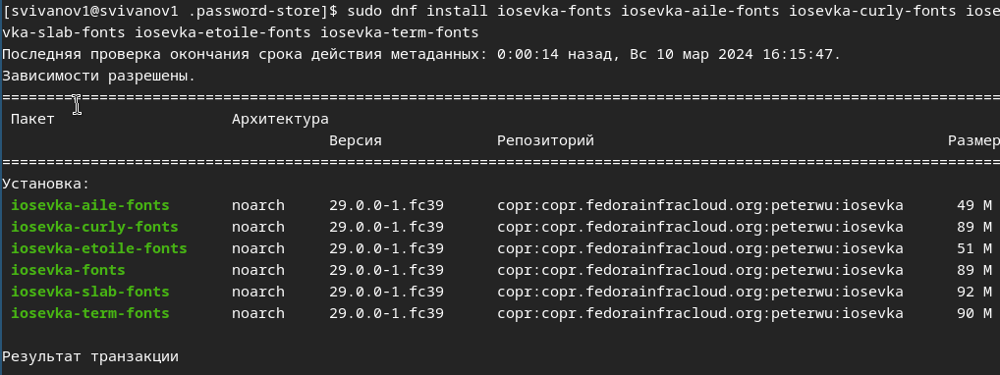 [svivanov1@svivanov1 .password-store]$ sudo dnf install iosevka-fonts iosevka-aile-fonts iosevka-curly-fonts iose
vka-slab-fonts iosevka-etoile-fonts iosevka-term-fonts
Последняя проверка окончания срока действия метаданных: 0:00:14 назад, Вс 10 мар 2024 16:15:47.
Зависимости разрешены.
================================================================================================================
Пакет Архитектура
Версия Репозиторий Размер
================================================================================================================
Установка:
iosevka-aile-fonts noarch 29.0.0-1.fc39 copr:copr.fedorainfracloud.org:peterwu:iosevka 49 M
iosevka-curly-fonts noarch 29.0.0-1.fc39 copr:copr.fedorainfracloud.org:peterwu:iosevka 89 M
iosevka-etoile-fonts noarch 29.0.0-1.fc39 copr:copr.fedorainfracloud.org:peterwu:iosevka 51 M
iosevka-fonts noarch 29.0.0-1.fc39 copr:copr.fedorainfracloud.org:peterwu:iosevka 89 M
iosevka-slab-fonts noarch 29.0.0-1.fc39 copr:copr.fedorainfracloud.org:peterwu:iosevka 92 M
iosevka-term-fonts noarch 29.0.0-1.fc39 copr:copr.fedorainfracloud.org:peterwu:iosevka 90 M
Результат транзакции